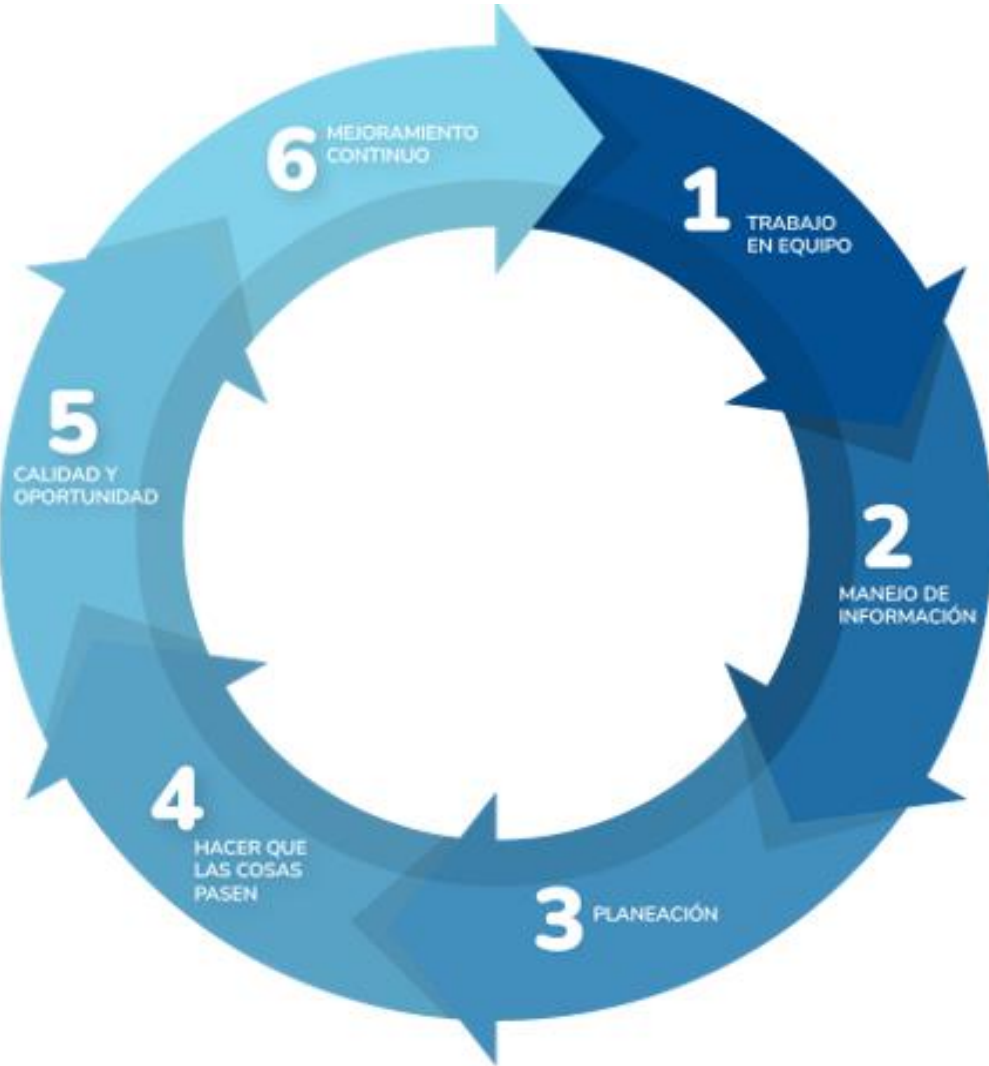 1
TRABAJO
EN EQUIPO
2
MANEJO DE
INFORMACIÓN
3
PLANEACIÓN
4
HACER QUE
LAS COSAS
PASEN
5
CALIDAD Y
OPORTUNIDAD
6
MEJORAMIENTO
CONTINUO